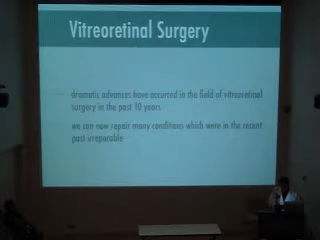 Vitreoretinal Surgery
dramatic advances have occurred in the field of vitreoretinal
surgery in the past 10 years
we can now repair many conditions which were in the recent
past irreparable